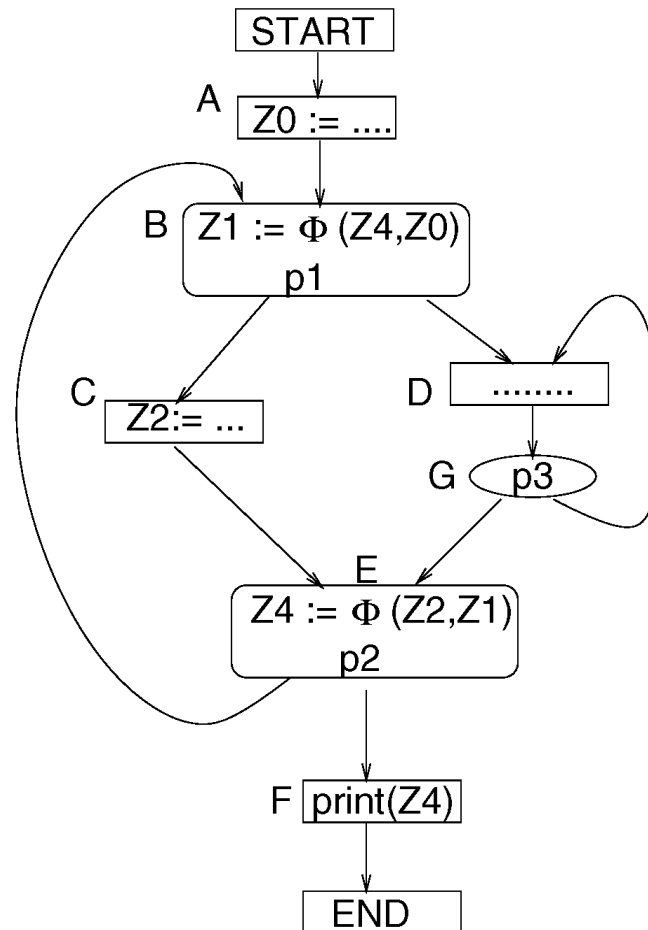 START
A
Z0 := ....
B
Z1 := Φ (Z4,Z0)
p1
C
Z2:= ...
D
........
G
p3
E
Z4 := Φ (Z2,Z1)
p2
F
print(Z4)
END